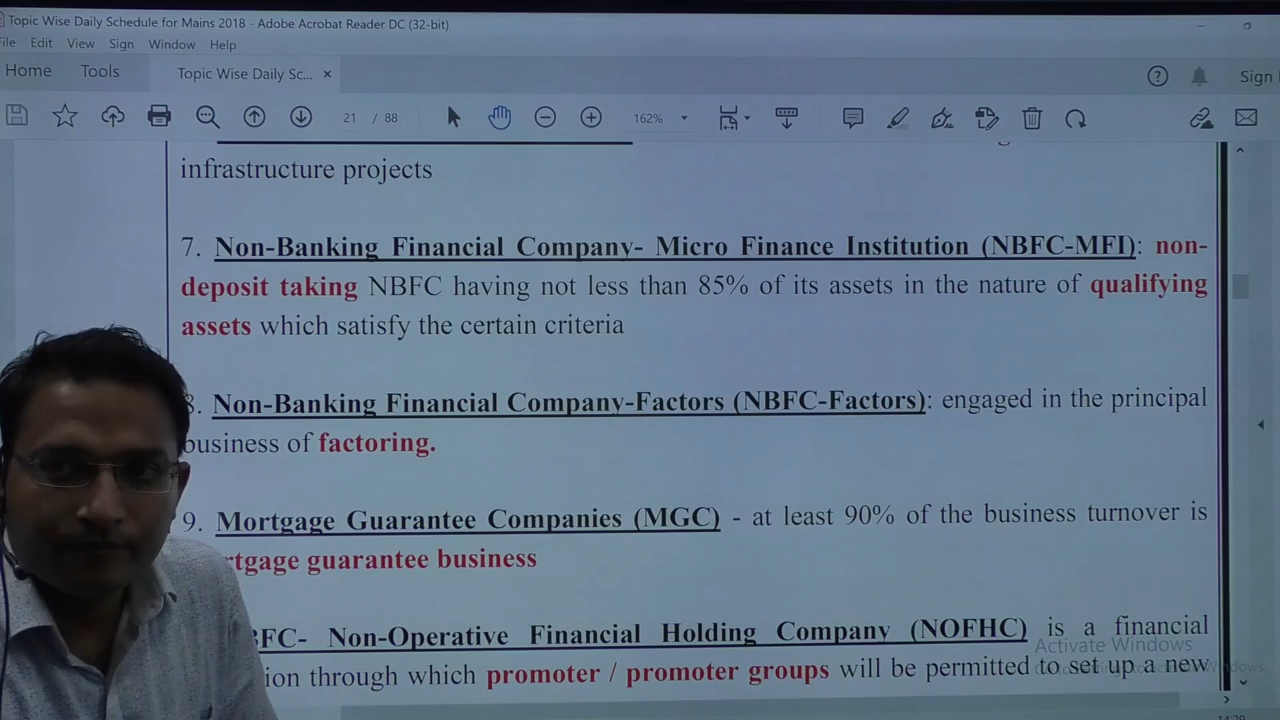 Topic Wise Daily Schedule for Mains 2018 - Adobe Acrobat Reader DC (32-bit)
File Edit View Sign Window Help
Home Tools Topic Wise Daily Sc... × ? Sign
21 / 88 162%
infrastructure projects
7. Non-Banking Financial Company- Micro Finance Institution (NBFC-MFI): non-
deposit taking NBFC having not less than 85% of its assets in the nature of qualifying
assets which satisfy the certain criteria
8. Non-Banking Financial Company-Factors (NBFC-Factors): engaged in the principal
business of factoring.
9. Mortgage Guarantee Companies (MGC) - at least 90% of the business turnover is
rtgage guarantee business
FC- Non-Operative Financial Holding Company (NOFHC) is a financial
Activate Windows
ion through which promoter / promoter groups will be permitted to set up a new